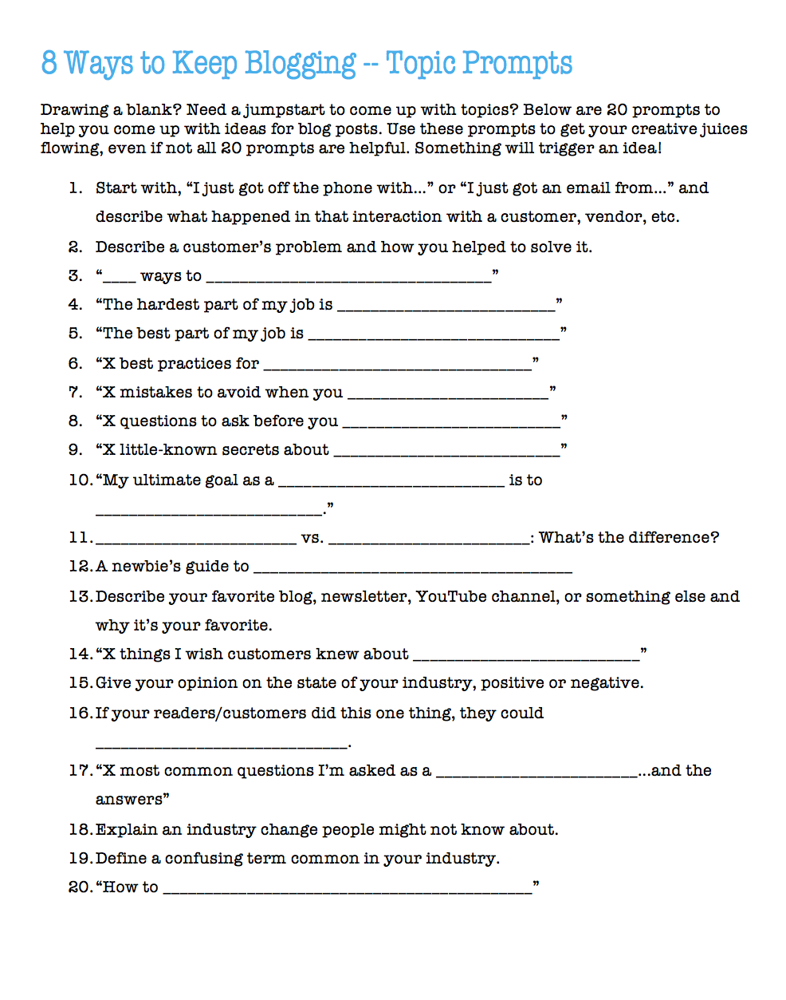 8 Ways to Keep Blogging -- Topic Prompts
Drawing a blank? Need a jumpstart to come up with topics? Below are 20 prompts to
help you come up with ideas for blog posts. Use these prompts to get your creative juices
flowing, even if not all 20 prompts are helpful. Something will trigger an idea!
1. Start with, “I just got off the phone with...” or “I just got an email from...” and
describe what happened in that interaction with a customer, vendor, etc.
2. Describe a customer’s problem and how you helped to solve it.
3. “____ ways to __________________________________”
4. “The hardest part of my job is __________________________”
5. “The best part of my job is ______________________________”
6. “X best practices for ________________________________”
7. “X mistakes to avoid when you ________________________”
8. “X questions to ask before you __________________________”
9. “X little-known secrets about ___________________________”
10. “My ultimate goal as a ___________________________ is to
___________________________.”
11. ________________________ vs. ________________________: What’s the difference?
12. A newbie’s guide to ______________________________________
13. Describe your favorite blog, newsletter, YouTube channel, or something else and
why it’s your favorite.
14. “X things I wish customers knew about ___________________________”
15. Give your opinion on the state of your industry, positive or negative.
16. If your readers/customers did this one thing, they could
______________________________.
17. “X most common questions I’m asked as a ________________________...and the
answers”
18. Explain an industry change people might not know about.
19. Define a confusing term common in your industry.
20. “How to ____________________________________________”